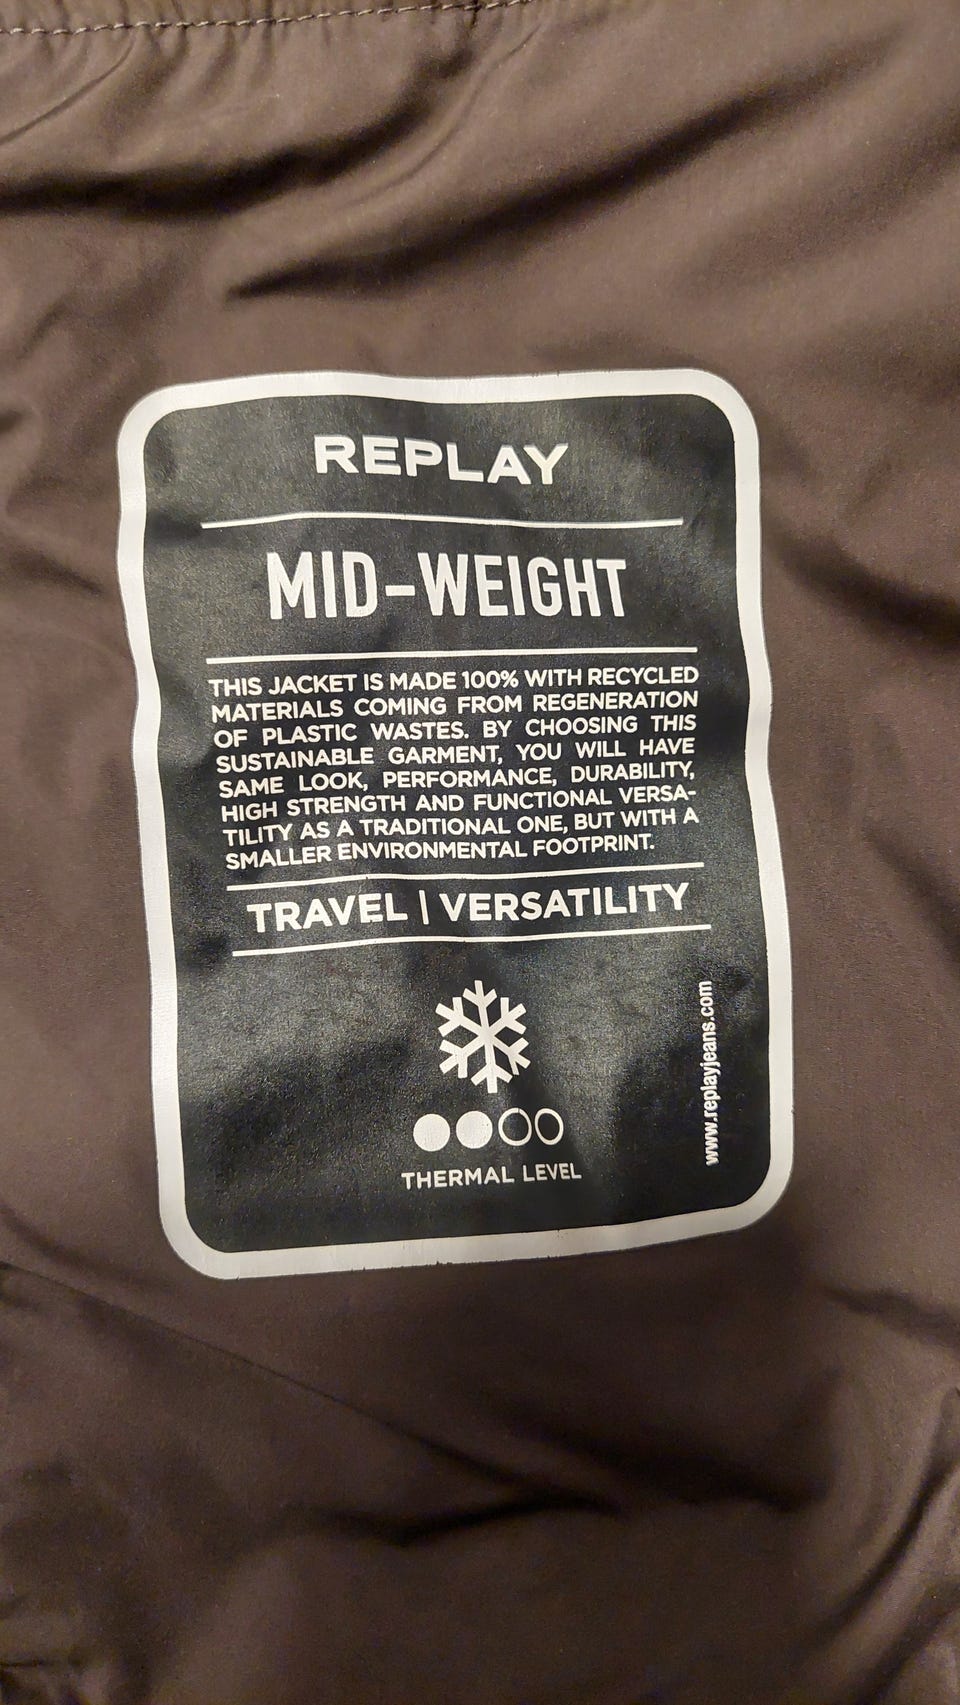 REPLAY
MID-WEIGHT
THIS JACKET IS MADE 100% WITH RECYCLED
MATERIALS COMING FROM REGENERATION
OF PLASTIC WASTES. BY CHOOSING THIS
SUSTAINABLE GARMENT, YOU WILL HAVE
SAME LOOK, PERFORMANCE, DURABILITY,
HIGH STRENGTH AND FUNCTIONAL VERSA-
TILITY AS A TRADITIONAL ONE, BUT WITH A
SMALLER ENVIRONMENTAL FOOTPRINT.
TRAVEL | VERSATILITY
THERMAL LEVEL
www.replayjeans.com